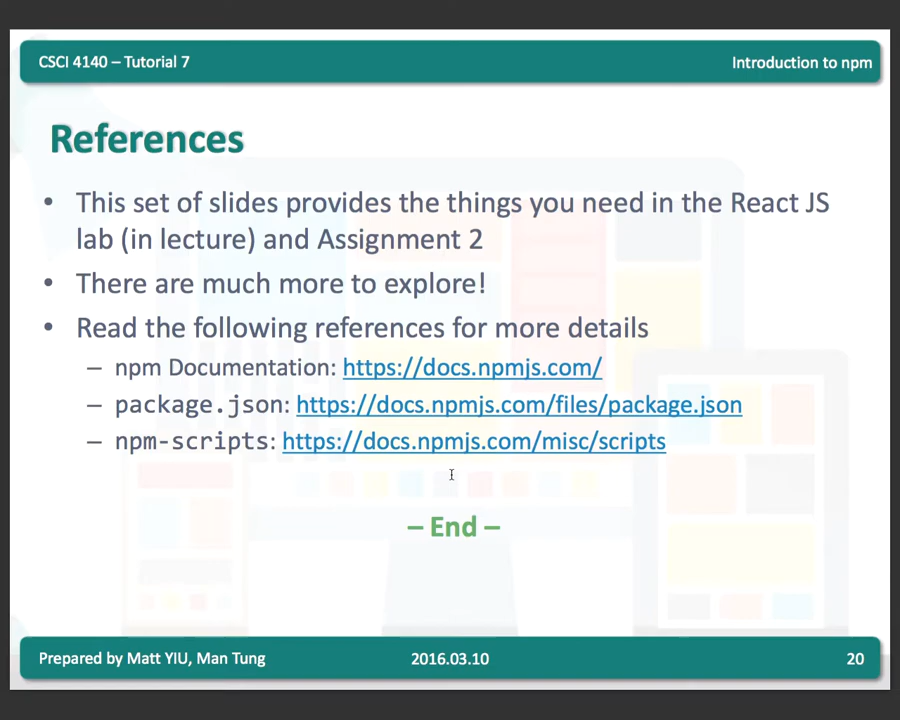 CSCI 4140 – Tutorial 7
Introduction to npm
References
• This set of slides provides the things you need in the React JS
lab (in lecture) and Assignment 2
• There are much more to explore!
• Read the following references for more details
– npm Documentation: https://docs.npmjs.com/
– package.json: https://docs.npmjs.com/files/package.json
– npm-scripts: https://docs.npmjs.com/misc/scripts
– End –
Prepared by Matt YIU, Man Tung
2016.03.10
20